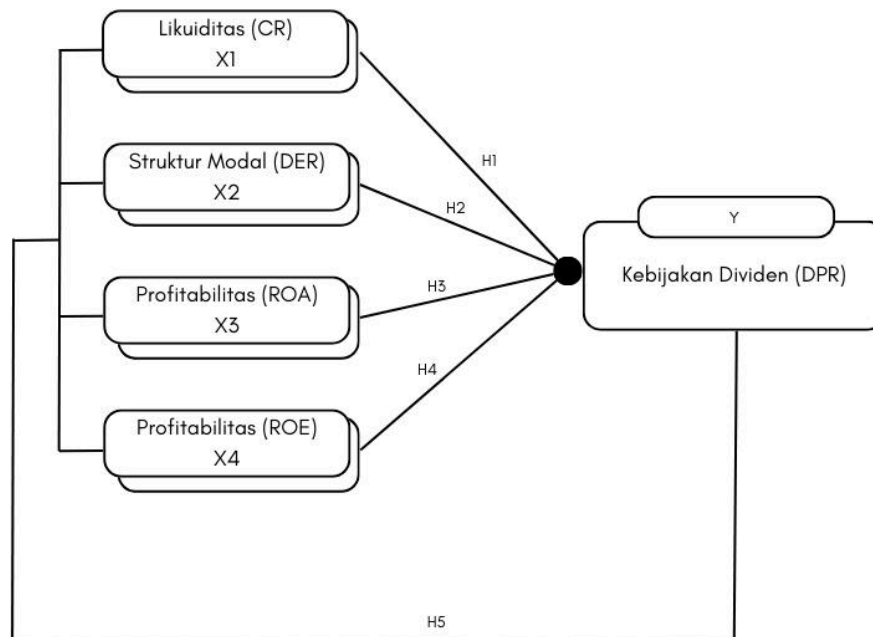 Likuiditas (CR)
X1
Struktur Modal (DER)
X2
Profitabilitas (ROA)
X3
Profitabilitas (ROE)
X4
H1
H2
H3
H4
Y
Kebijakan Dividen (DPR)
H5